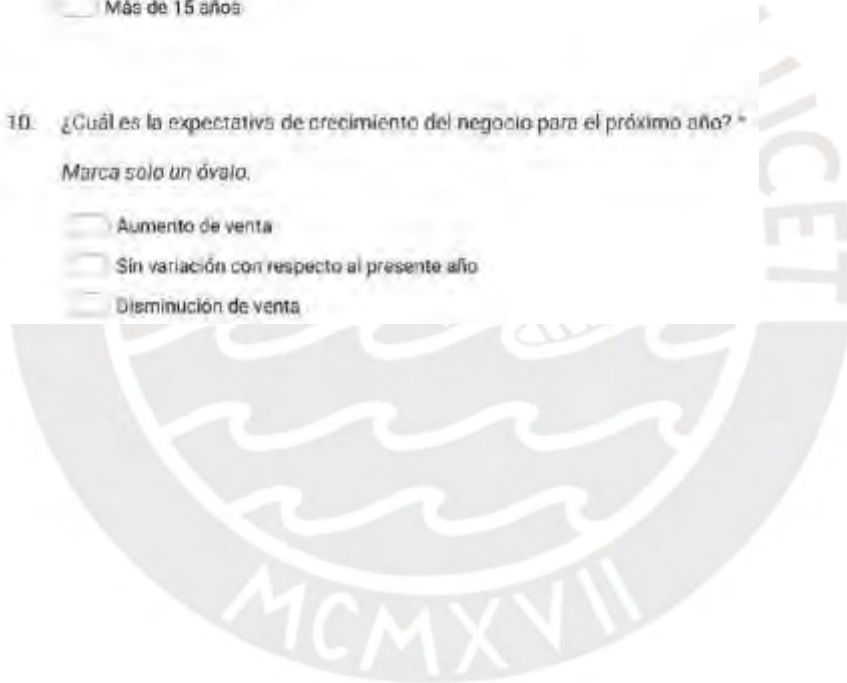 Más de 15 años
10. ¿Cuál es la expectativa de crecimiento del negocio para el próximo año? *
Marca solo un óvalo.
Aumento de venta
Sin variación con respecto al presente año
Disminución de venta
MCMXVII